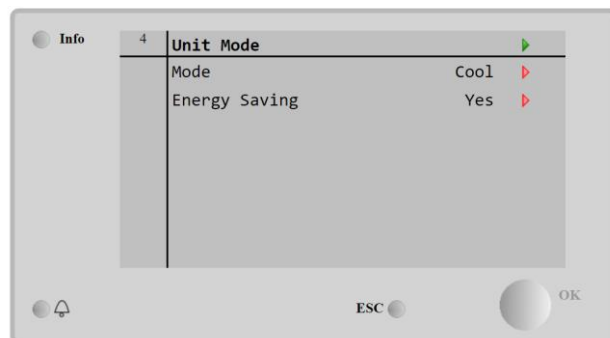 Info
4 Unit Mode
Mode Cool
Energy Saving Yes
ESC
OK